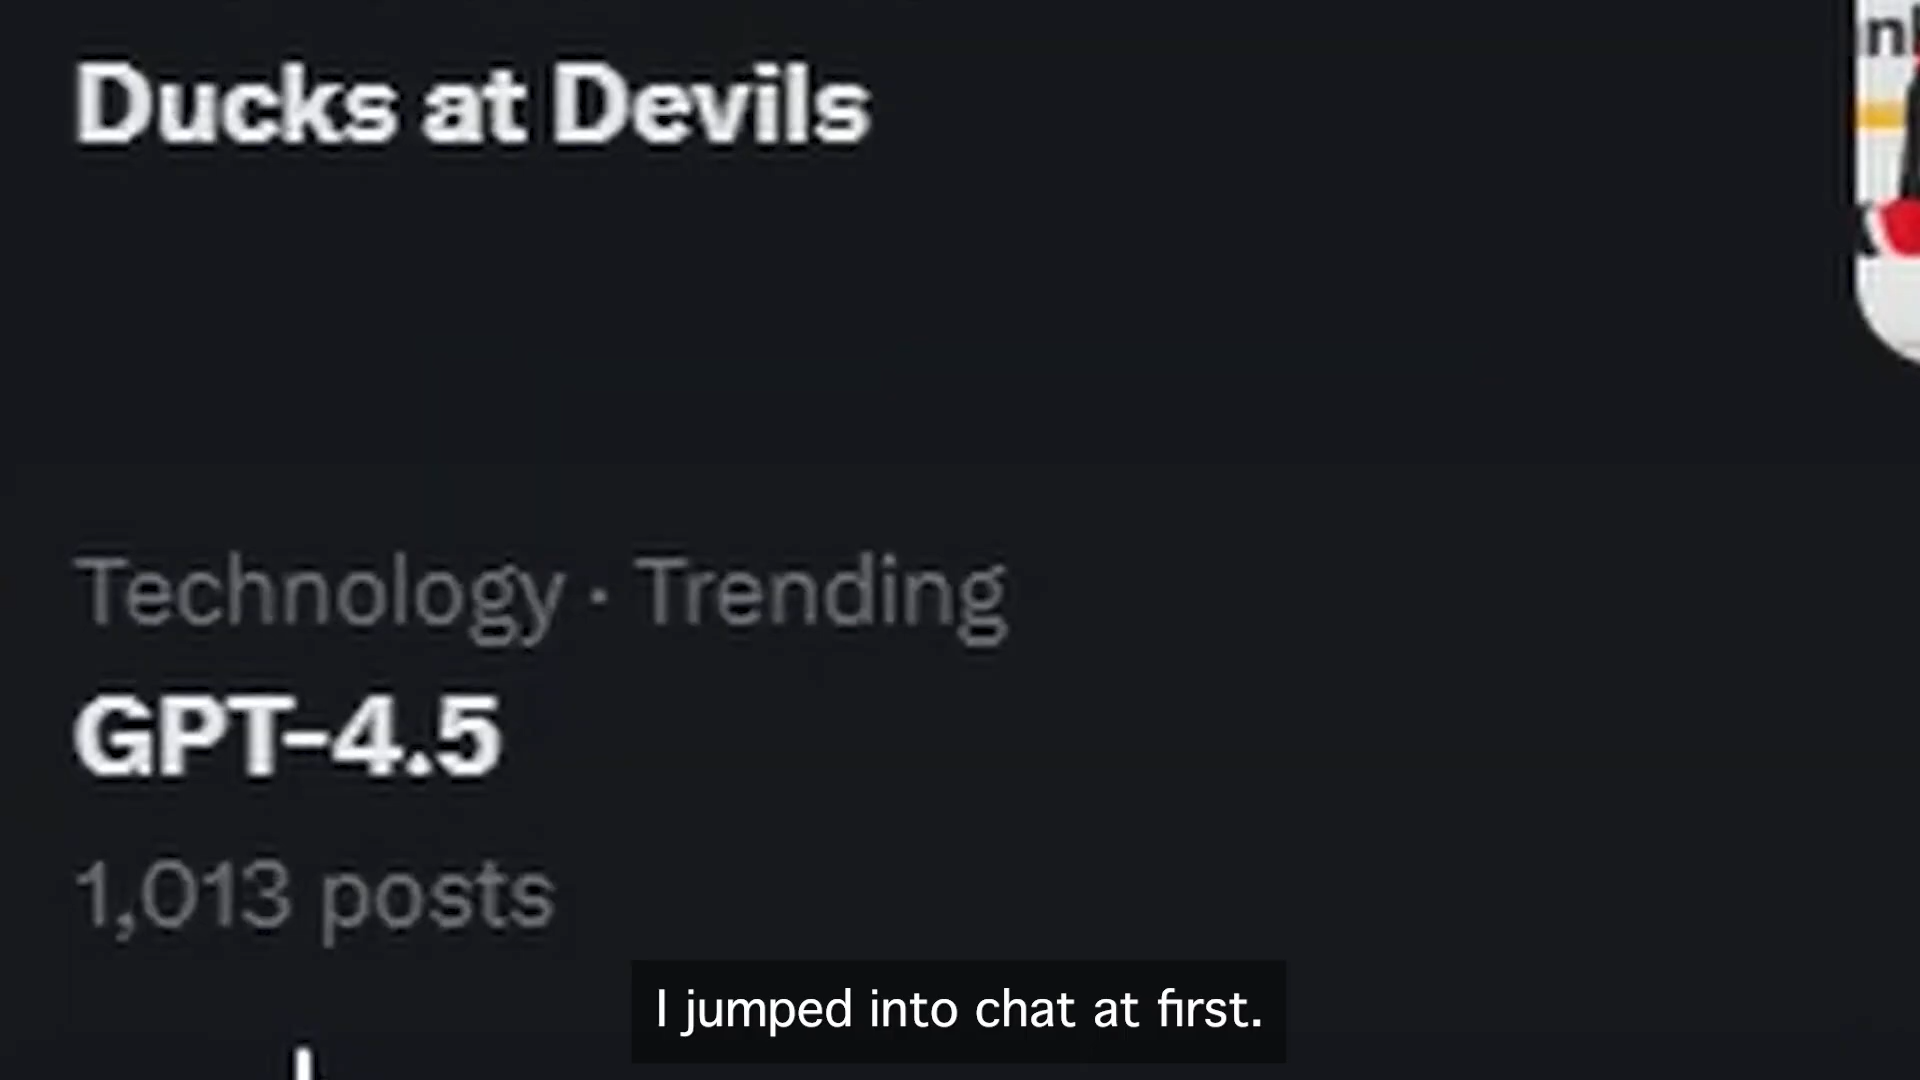 Ducks at Devils
Technology · Trending
GPT-4.5
1,013 posts
I jumped into chat at first.